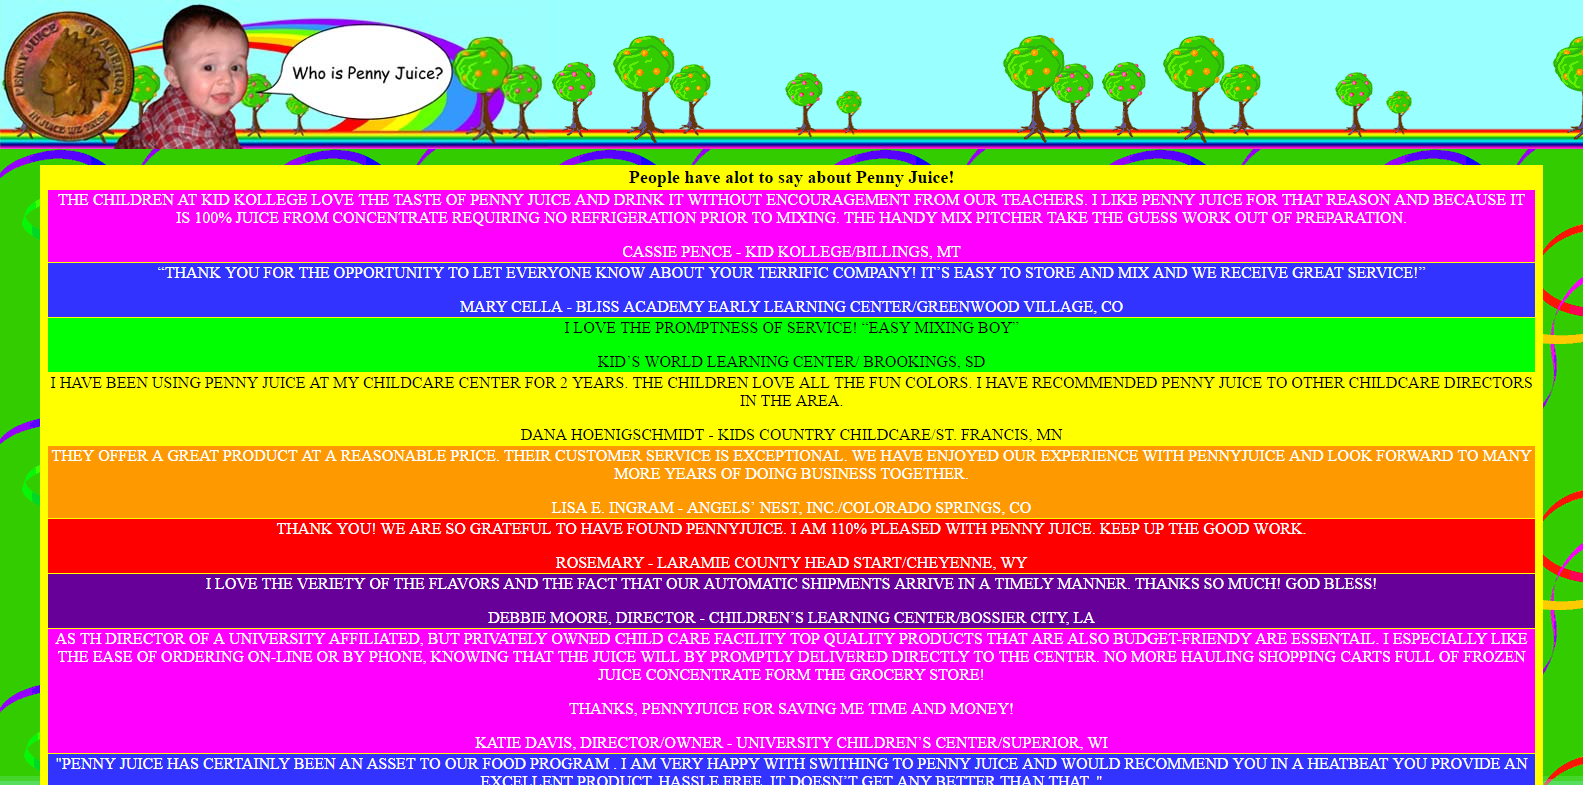 PENNY JUICE OF AMERICA
IN JUICE WE TRUST
Who is Penny Juice?
People have alot to say about Penny Juice!
THE CHILDREN AT KID KOLLEGE LOVE THE TASTE OF PENNY JUICE AND DRINK IT WITHOUT ENCOURAGEMENT FROM OUR TEACHERS. I LIKE PENNY JUICE FOR THAT REASON AND BECAUSE IT
IS 100% JUICE FROM CONCENTRATE REQUIRING NO REFRIGERATION PRIOR TO MIXING. THE HANDY MIX PITCHER TAKE THE GUESS WORK OUT OF PREPARATION.
CASSIE PENCE - KID KOLLEGE/BILLINGS, MT
“THANK YOU FOR THE OPPORTUNITY TO LET EVERYONE KNOW ABOUT YOUR TERRIFIC COMPANY! IT’S EASY TO STORE AND MIX AND WE RECEIVE GREAT SERVICE!”
MARY CELLA - BLISS ACADEMY EARLY LEARNING CENTER/GREENWOOD VILLAGE, CO
I LOVE THE PROMPTNESS OF SERVICE! “EASY MIXING BOY”
KID’S WORLD LEARNING CENTER/ BROOKINGS, SD
I HAVE BEEN USING PENNY JUICE AT MY CHILDCARE CENTER FOR 2 YEARS. THE CHILDREN LOVE ALL THE FUN COLORS. I HAVE RECOMMENDED PENNY JUICE TO OTHER CHILDCARE DIRECTORS
IN THE AREA.
DANA HOENIGSCHMIDT - KIDS COUNTRY CHILDCARE/ST. FRANCIS, MN
THEY OFFER A GREAT PRODUCT AT A REASONABLE PRICE. THEIR CUSTOMER SERVICE IS EXCEPTIONAL. WE HAVE ENJOYED OUR EXPERIENCE WITH PENNYJUICE AND LOOK FORWARD TO MANY
MORE YEARS OF DOING BUSINESS TOGETHER.
LISA E. INGRAM - ANGELS’ NEST, INC./COLORADO SPRINGS, CO
THANK YOU! WE ARE SO GRATEFUL TO HAVE FOUND PENNYJUICE. I AM 110% PLEASED WITH PENNY JUICE. KEEP UP THE GOOD WORK.
ROSEMARY - LARAMIE COUNTY HEAD START/CHEYENNE, WY
I LOVE THE VERIETY OF THE FLAVORS AND THE FACT THAT OUR AUTOMATIC SHIPMENTS ARRIVE IN A TIMELY MANNER. THANKS SO MUCH! GOD BLESS!
DEBBIE MOORE, DIRECTOR - CHILDREN’S LEARNING CENTER/BOSSIER CITY, LA
AS TH DIRECTOR OF A UNIVERSITY AFFILIATED, BUT PRIVATELY OWNED CHILD CARE FACILITY TOP QUALITY PRODUCTS THAT ARE ALSO BUDGET-FRIENDY ARE ESSENTAIL. I ESPECIALLY LIKE
THE EASE OF ORDERING ON-LINE OR BY PHONE, KNOWING THAT THE JUICE WILL BY PROMPTLY DELIVERED DIRECTLY TO THE CENTER. NO MORE HAULING SHOPPING CARTS FULL OF FROZEN
JUICE CONCENTRATE FORM THE GROCERY STORE!
THANKS, PENNYJUICE FOR SAVING ME TIME AND MONEY!
KATIE DAVIS, DIRECTOR/OWNER - UNIVERSITY CHILDREN’S CENTER/SUPERIOR, WI
"PENNY JUICE HAS CERTAINLY BEEN AN ASSET TO OUR FOOD PROGRAM . I AM VERY HAPPY WITH SWITHING TO PENNY JUICE AND WOULD RECOMMEND YOU IN A HEATBEAT YOU PROVIDE AN
EXCELLENT PRODUCT, HASSLE FREE, IT DOESN’T GET ANY BETTER THAN THAT. "